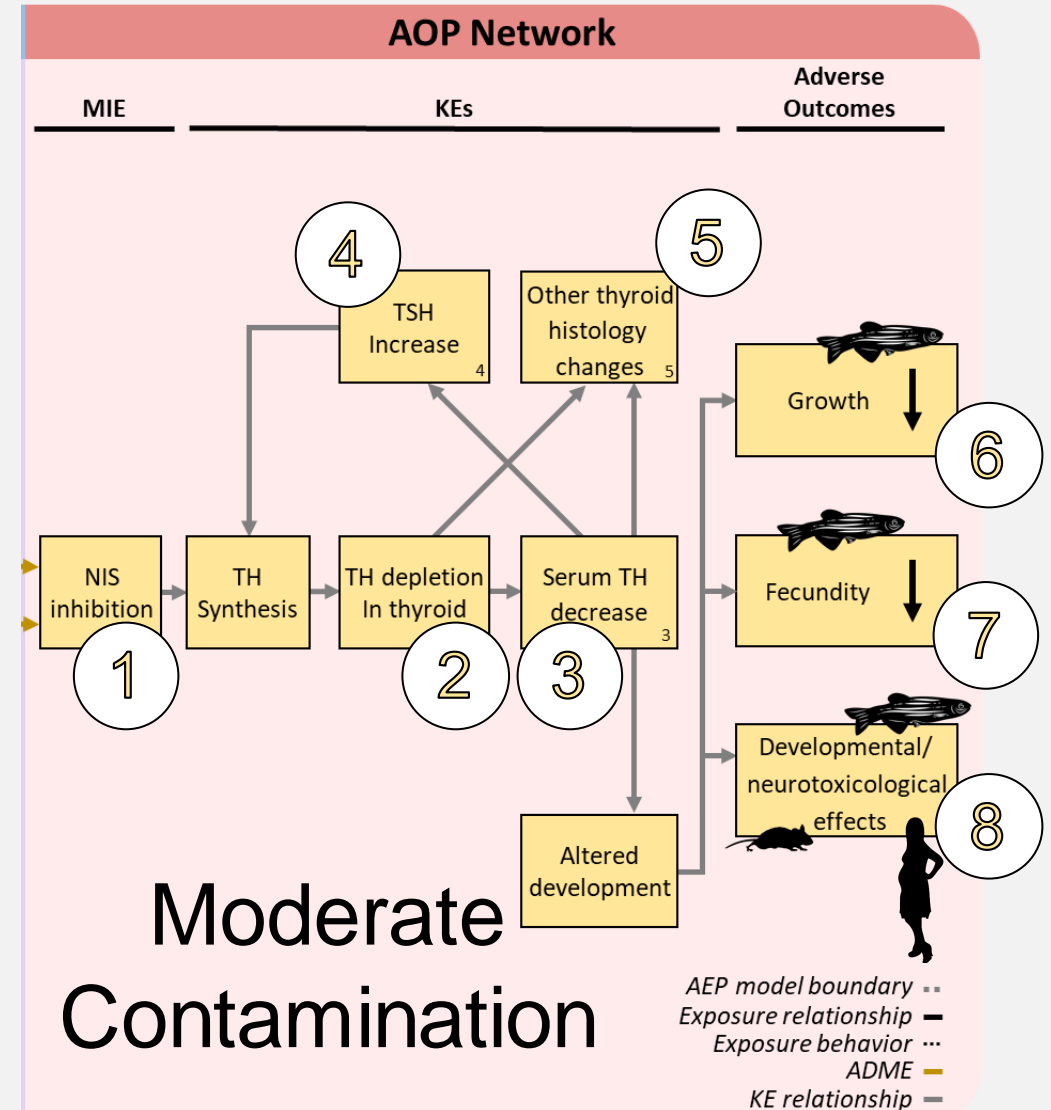 AOP Network
MIE
KEs
Adverse
Outcomes
4
TSH
Increase
4
5
Other thyroid
histology
changes
5
Growth
6
NIS
inhibition
1
TH
Synthesis
TH depletion
In thyroid
2
Serum TH
decrease
3
3
Fecundity
7
Developmental/
neurotoxicological
effects
8
Altered
development
Moderate
Contamination
AEP model boundary
Exposure relationship
Exposure behavior
ADME
KE relationship